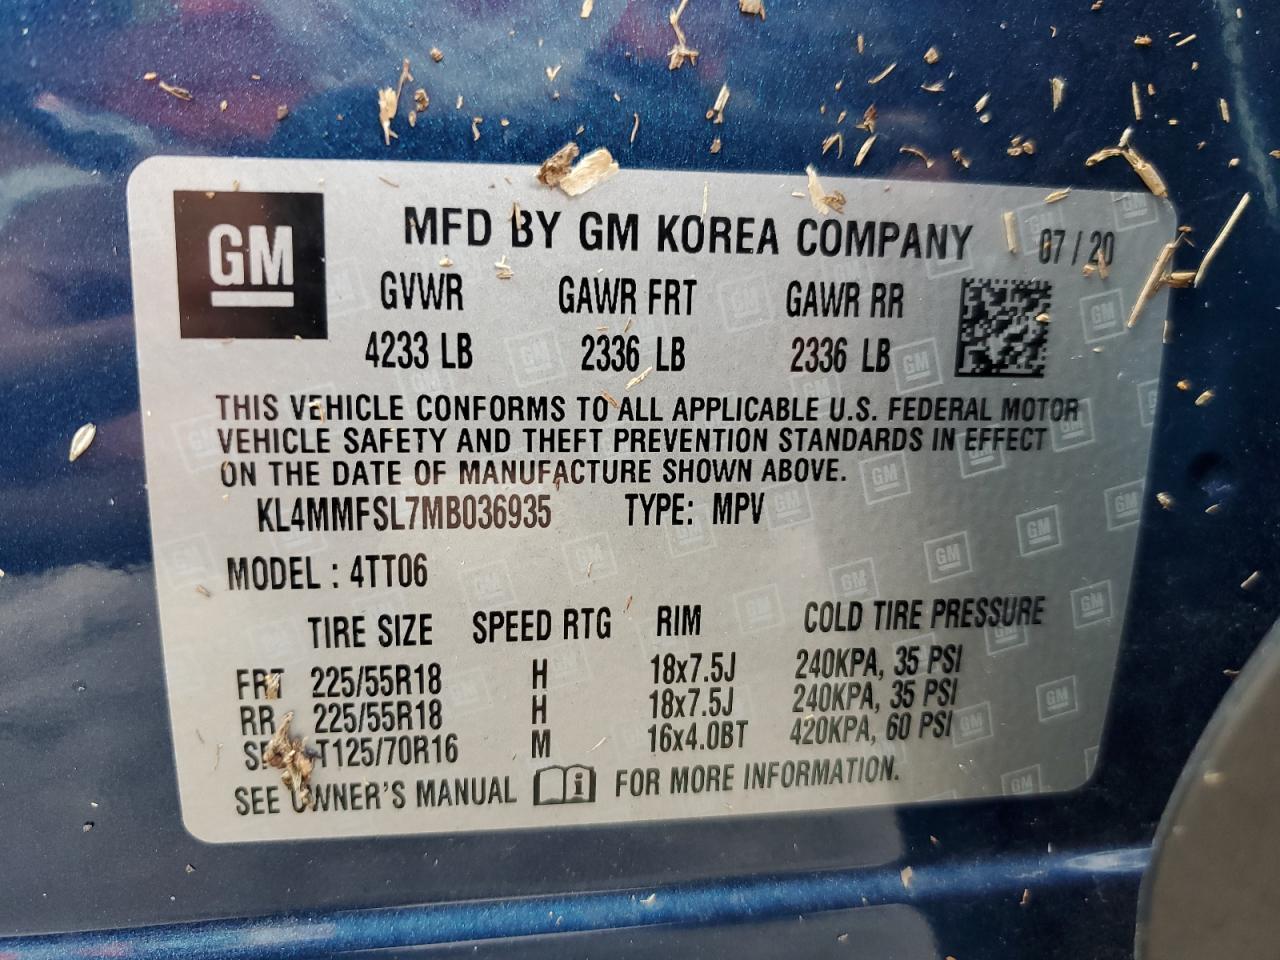 GM
MFD BY GM KOREA COMPANY 07/20
GVWR GAWR FRT GAWR RR
4233 LB 2336 LB 2336 LB
THIS VEHICLE CONFORMS TO ALL APPLICABLE U.S. FEDERAL MOTOR
VEHICLE SAFETY AND THEFT PREVENTION STANDARDS IN EFFECT
ON THE DATE OF MANUFACTURE SHOWN ABOVE.
KL4MMFSL7MB036935 TYPE: MPV
MODEL : 4TT06
TIRE SIZE SPEED RTG RIM COLD TIRE PRESSURE
FRT 225/55R18 H 18x7.5J 240KPA, 35 PSI
RR 225/55R18 H 18x7.5J 240KPA, 35 PSI
T125/70R16 M 16x4.0BT 420KPA, 60 PSI
SEE OWNER'S MANUAL FOR MORE INFORMATION.